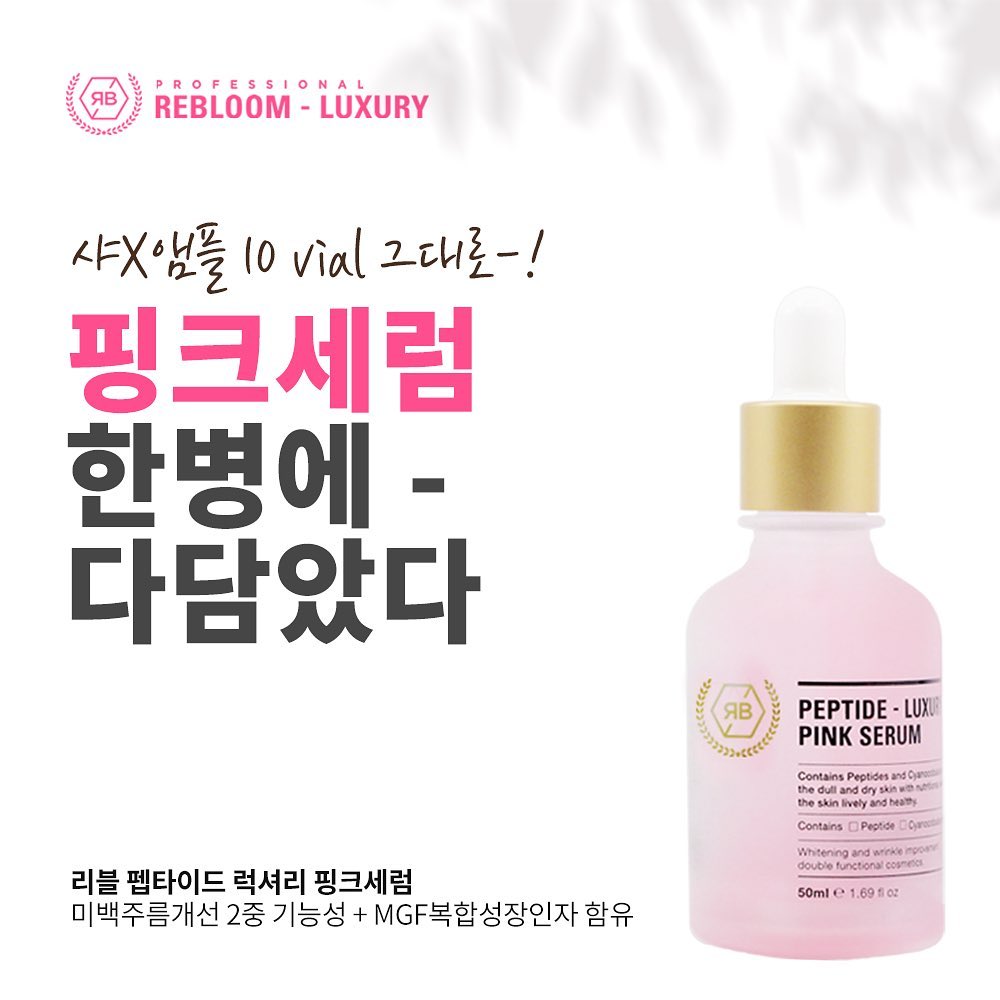 PROFESSIONAL
REBLOOM - LUXURY
샤X앰플 10 vial 그대로-!
핑크세럼
한병에 -
다담았다
RB
PEPTIDE - LUXURY
PINK SERUM
Contains Peptides and
the dull and dry skin with
the skin lively and healthy.
Contains □ Peptide □
Whitening and wrinkle improvement
double functional cosmetics.
50ml ℮ 1.69 fl oz
리블 펩타이드 럭셔리 핑크세럼
미백주름개선 2중 기능성 + MGF복합성장인자 함유